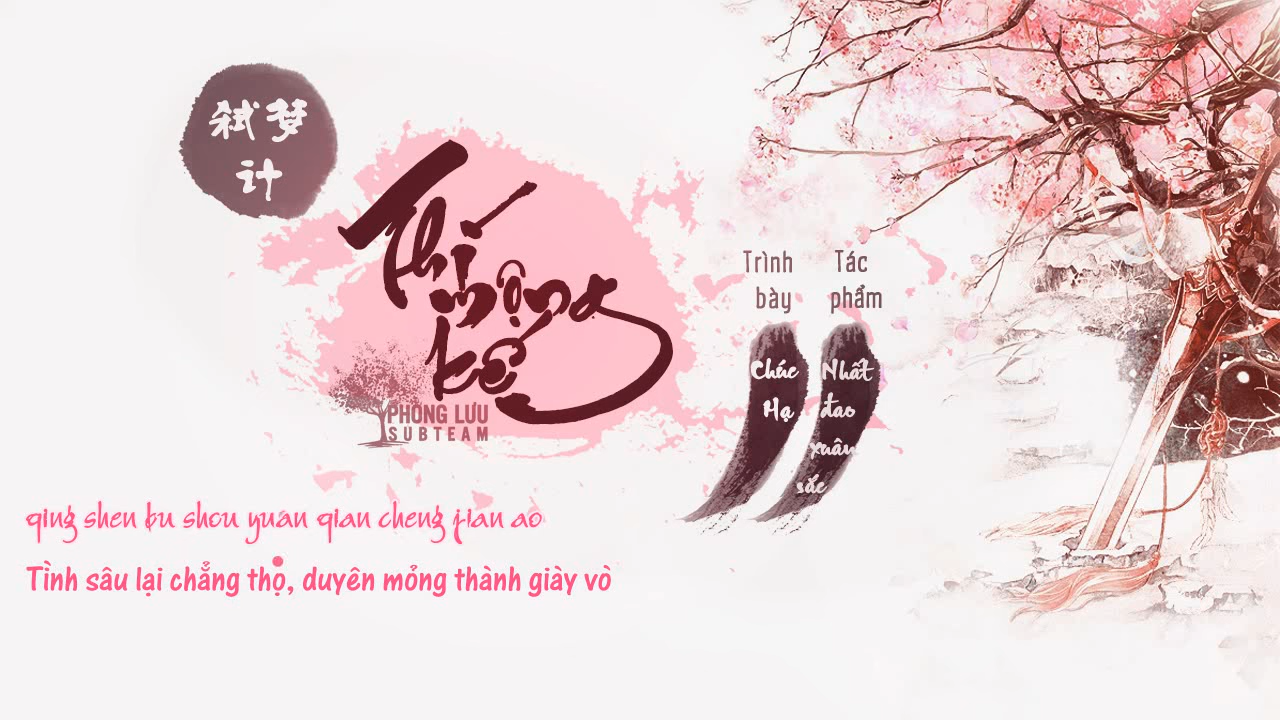 弑梦
计
Thí
mộng
kế
PHONG LƯU
SUBTEAM
Trình bày
Chúc Hạ
Tác phẩm
Nhất đao xuân sắc
qing shen bu shou yuan qian cheng jian ao
Tình sâu lại chẳng thọ, duyên mỏng thành giày vò